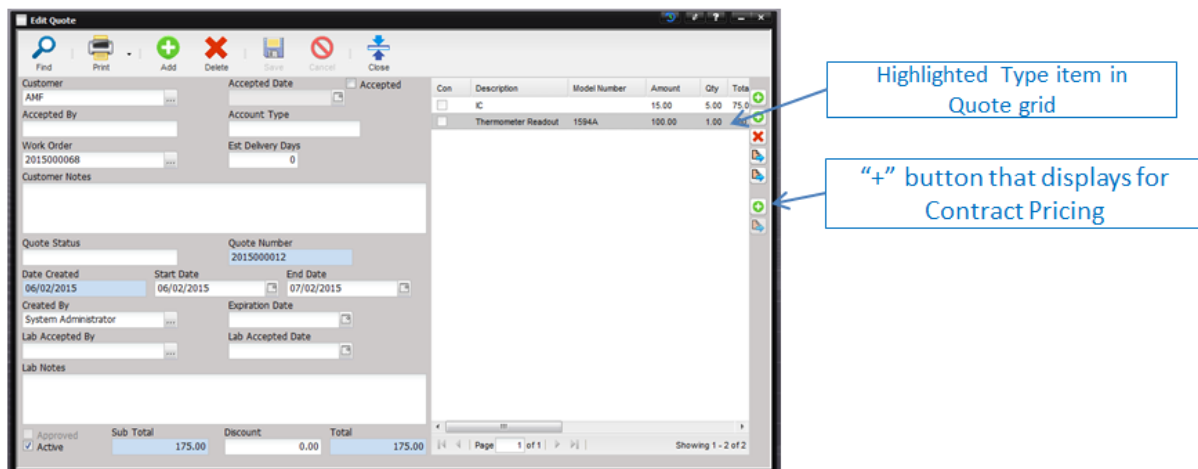 Edit Quote
?
Find
Print
Add
Delete
Save
Cancel
Close
Customer
Accepted Date
Accepted
AMF
...
Accepted By
Account Type
Work Order
Est Delivery Days
2015000068
...
0
Customer Notes
Quote Status
Quote Number
2015000012
Date Created
Start Date
End Date
06/02/2015
06/02/2015
07/02/2015
Created By
Expiration Date
System Administrator
...
Lab Accepted By
Lab Accepted Date
...
Lab Notes
Approved
Active
Sub Total
Discount
Total
175.00
0.00
175.00
Con Description Model Number Amount Qty Tota
IC 15.00 5.00 75.0
Thermometer Readout 1594A 100.00 1.00
Page 1 of 1
Showing 1 - 2 of 2
Highlighted Type item in
Quote grid
“+” button that displays for
Contract Pricing